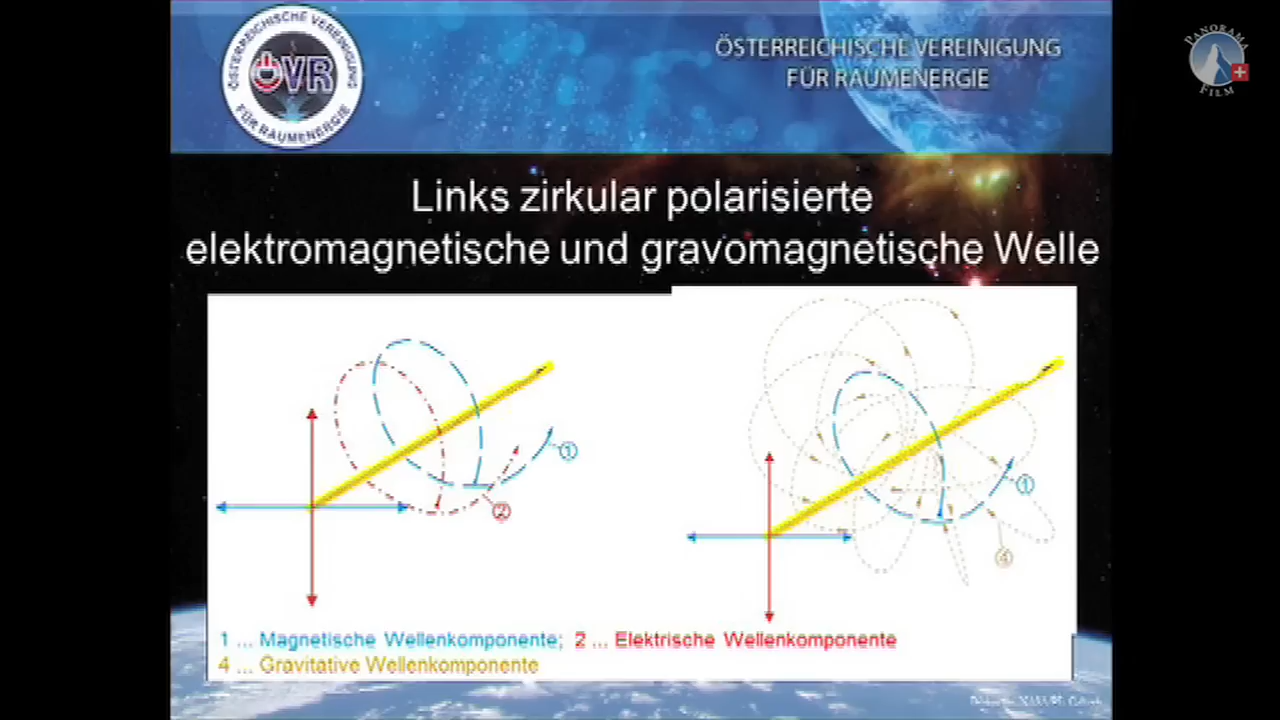 ÖSTERREICHISCHE VEREINIGUNG
ÖVR
FÜR RAUMENERGIE
ÖSTERREICHISCHE VEREINIGUNG
FÜR RAUMENERGIE
PANORAMA
FILM
Links zirkular polarisierte
elektromagnetische und gravomagnetische Welle
1
2
1
4
1 ... Magnetische Wellenkomponente; 2 ... Elektrische Wellenkomponente
4 ... Gravitative Wellenkomponente